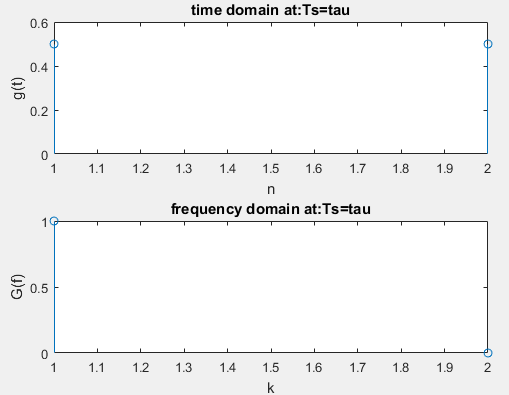 time domain at:Ts=tau
0.6
0.4
0.2
0
g(t)
1 1.1 1.2 1.3 1.4 1.5 1.6 1.7 1.8 1.9 2
n
frequency domain at:Ts=tau
1
0.5
0
G(f)
1 1.1 1.2 1.3 1.4 1.5 1.6 1.7 1.8 1.9 2
k